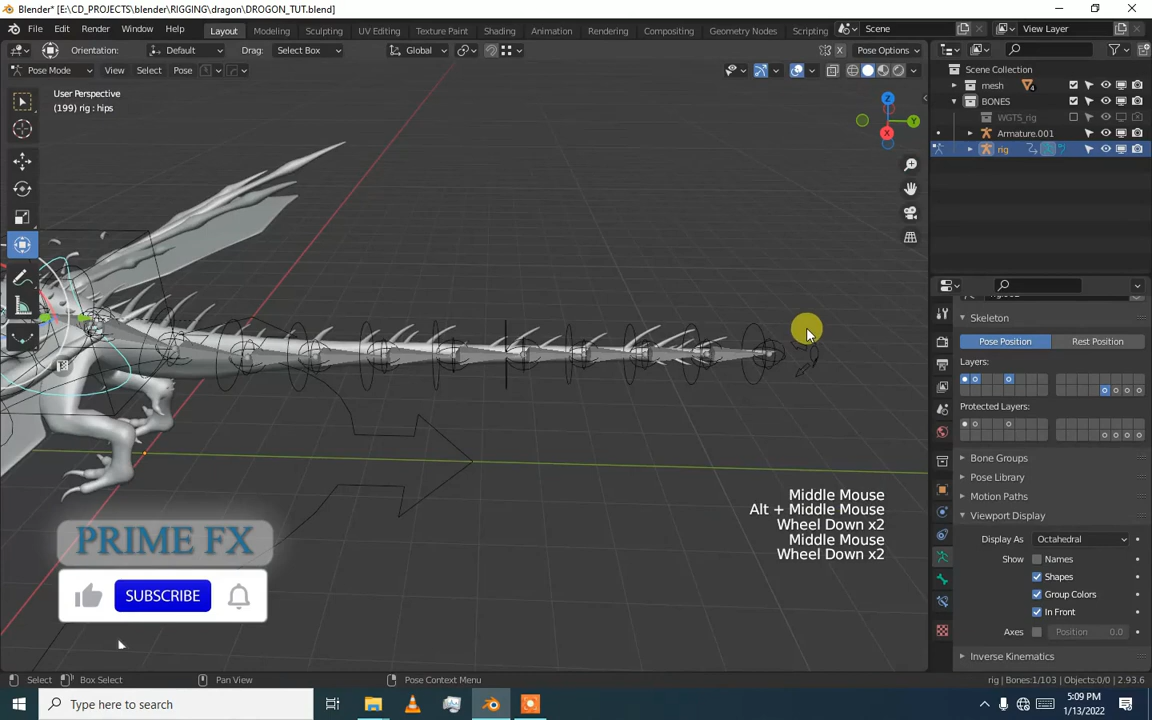 Blender* [E:\CD_PROJECTS\blender\RIGGING\dragon\DROGON_TUT.blend]
File Edit Render Window Help Layout Modeling Sculpting UV Editing Texture Paint Shading Animation Rendering Compositing Geometry Nodes Scripting Scene View Layer
Orientation: Default Drag: Select Box Global Pose Options
Pose Mode View Select Pose
User Perspective
(199) rig : hips
Z
Y
X
Scene Collection
mesh 4
BONES
WGTS_rig
Armature.001
rig
Skeleton
Pose Position Rest Position
Layers:
Protected Layers:
Bone Groups
Pose Library
Motion Paths
Viewport Display
Display As Octahedral
Show Names
Shapes
Group Colors
In Front
Axes Position 0.0
Inverse Kinematics
Middle Mouse
Alt + Middle Mouse
Wheel Down x2
Middle Mouse
Wheel Down x2
PRIME FX
SUBSCRIBE
Select Box Select Pan View Pose Context Menu rig | Bones:1/103 | Objects:0/0 | 2.93.6
Type here to search
5:09 PM
1/13/2022